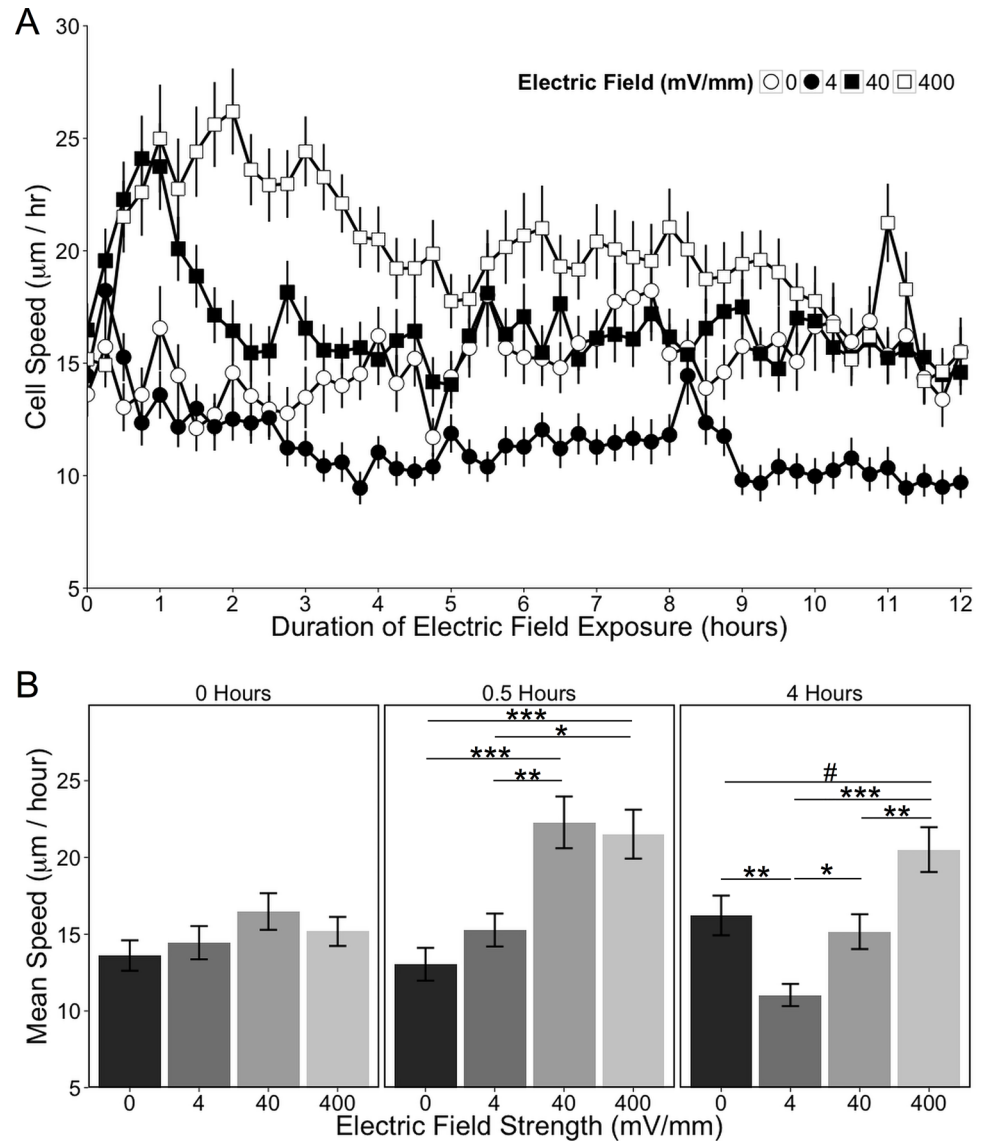 A
30
25
20
15
10
5
Cell Speed (μm / hr)
Electric Field (mV/mm) 0 4 40 400
0 1 2 3 4 5 6 7 8 9 10 11 12
Duration of Electric Field Exposure (hours)
B
0 Hours 0.5 Hours 4 Hours
Mean Speed (μm / hour)
25
20
15
10
5
***
*
***
**
#
***
**
** *
0 4 40 400 0 4 40 400 0 4 40 400
Electric Field Strength (mV/mm)